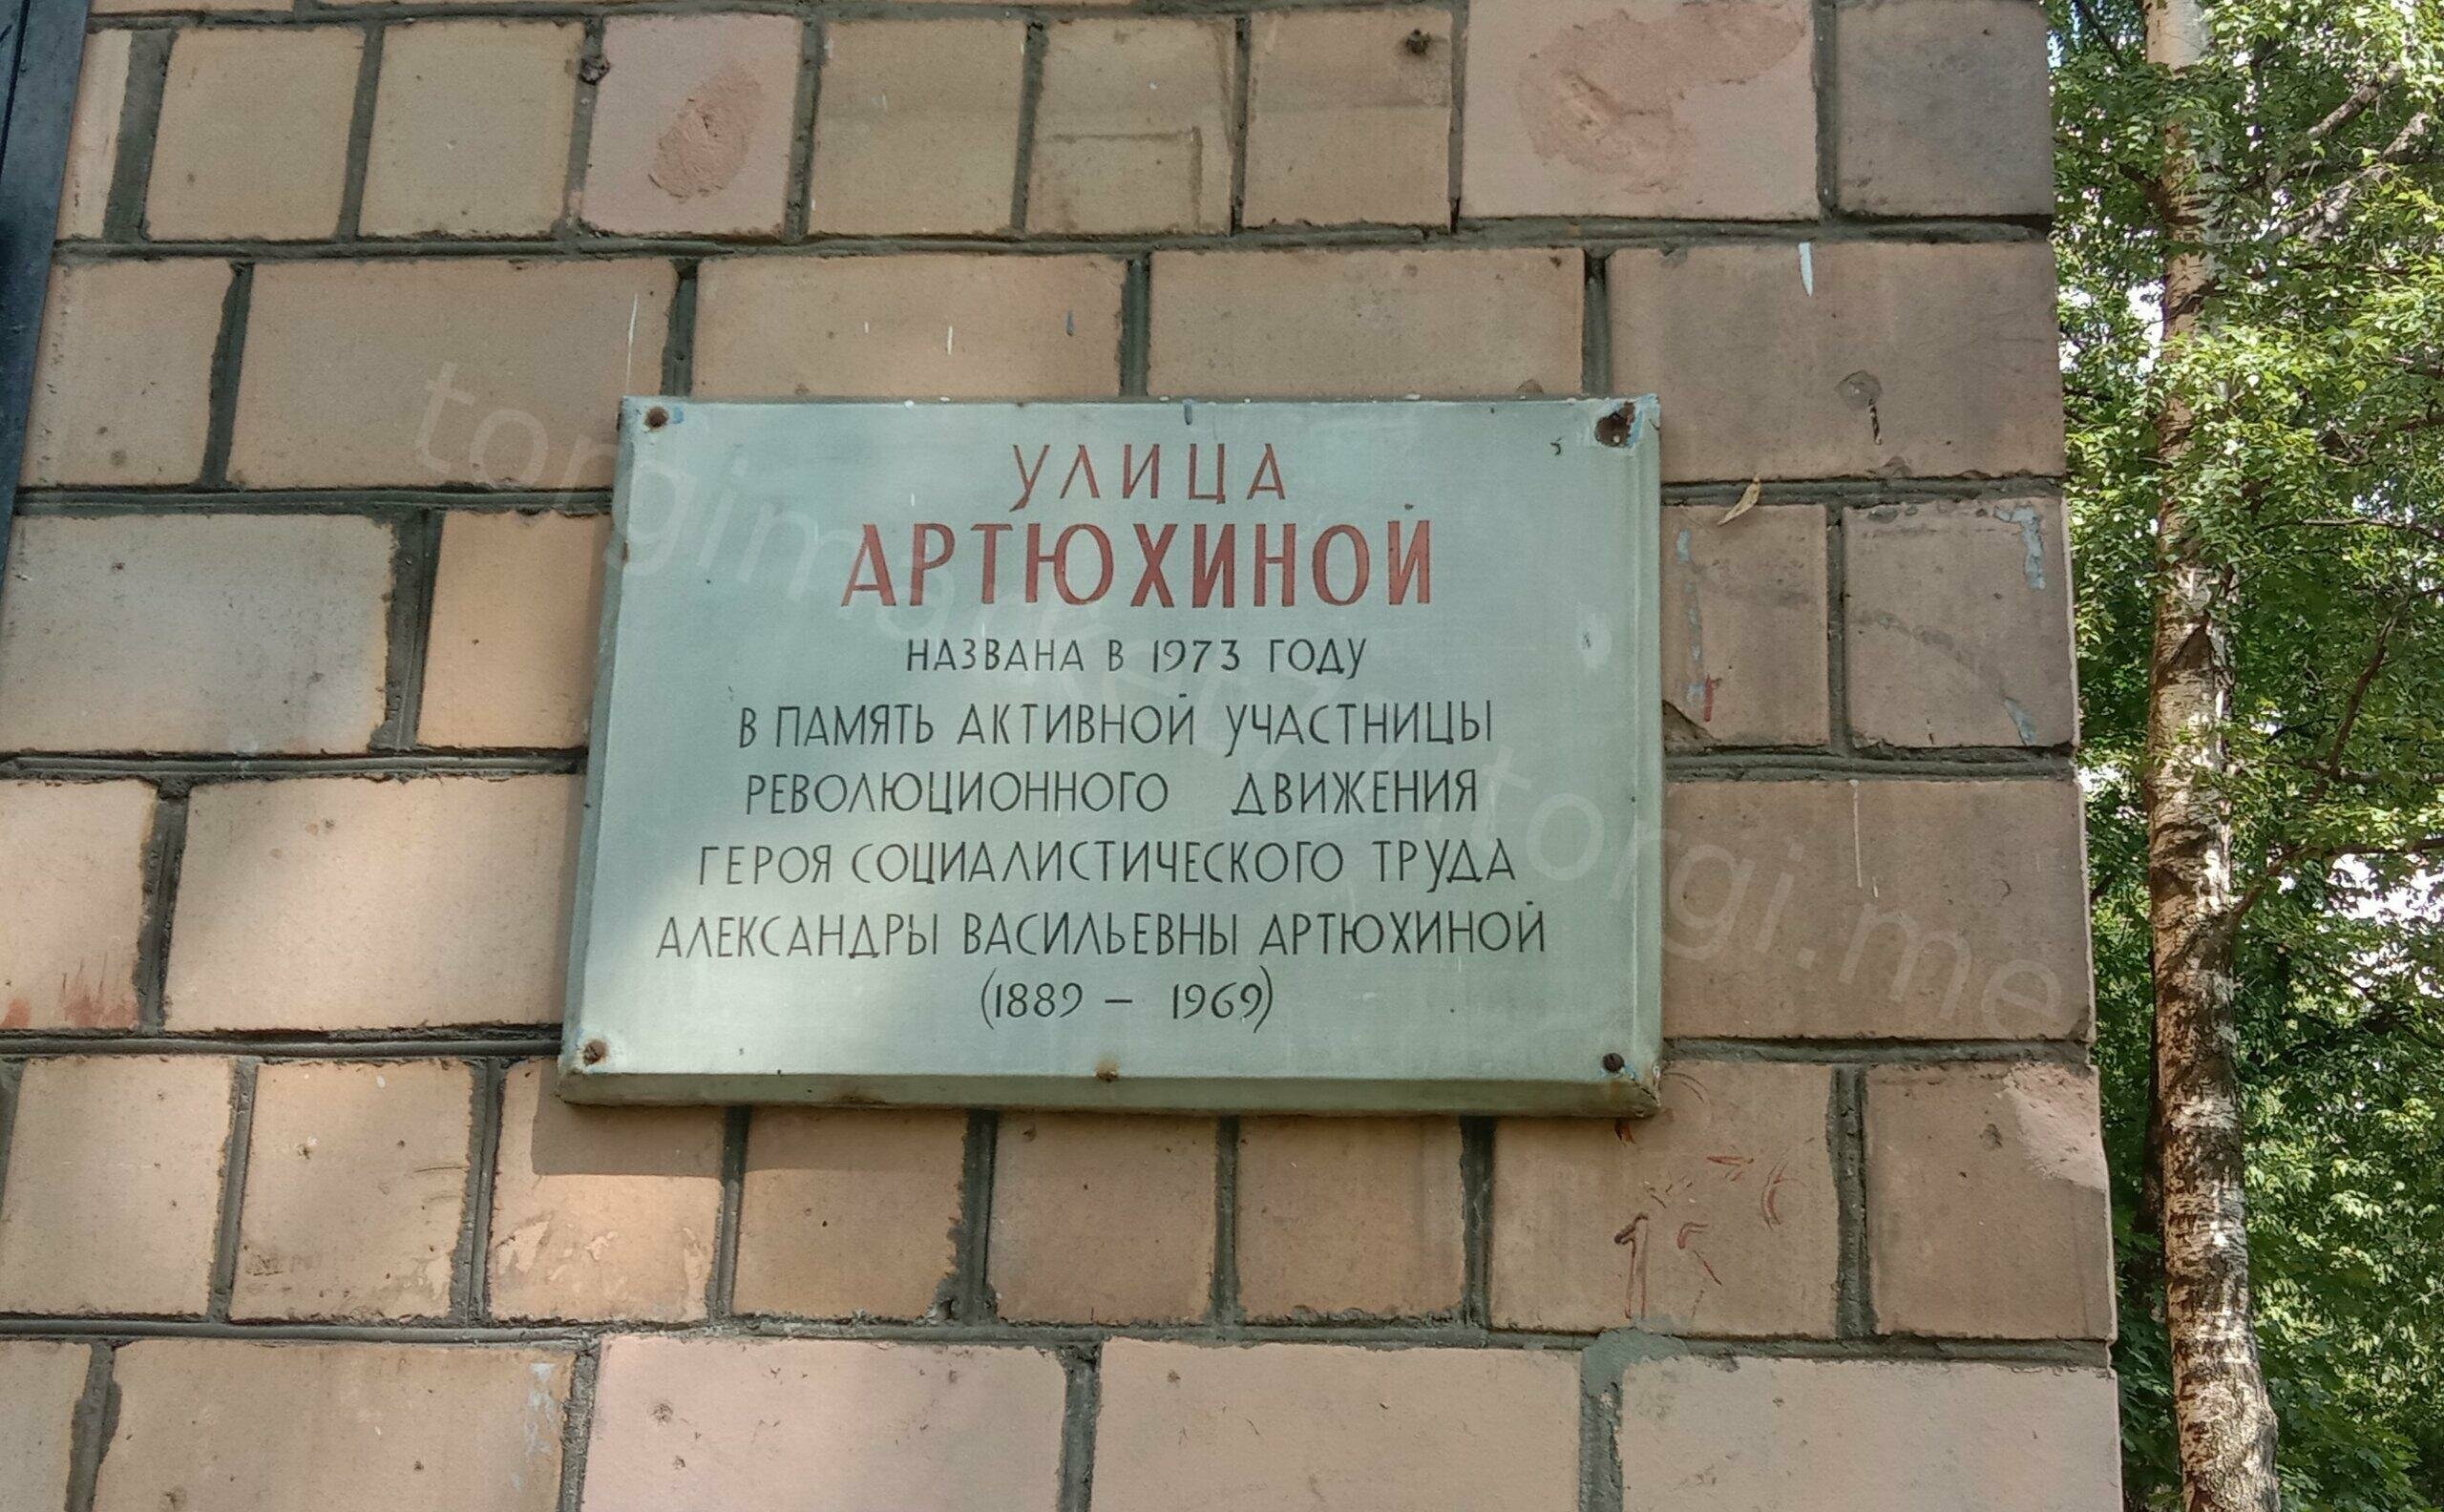 УЛИЦА
АРТЮХИНОЙ
НАЗВАНА В 1973 ГОДУ
В ПАМЯТЬ АКТИВНОЙ УЧАСТНИЦЫ
РЕВОЛЮЦИОННОГО ДВИЖЕНИЯ
ГЕРОЯ СОЦИАЛИСТИЧЕСКОГО ТРУДА
АЛЕКСАНДРЫ ВАСИЛЬЕВНЫ АРТЮХИНОЙ
(1889 – 1969)